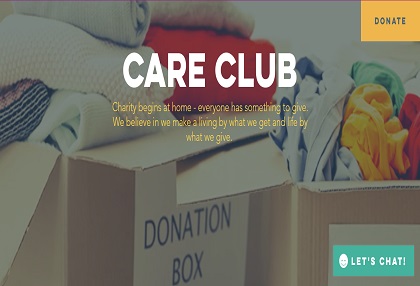 DONATE
CARE CLUB
Charity begins at home - everyone has something to give.
We believe in we make a living by what we get and life by
what we give.
DONATION
BOX
LET'S CHAT!